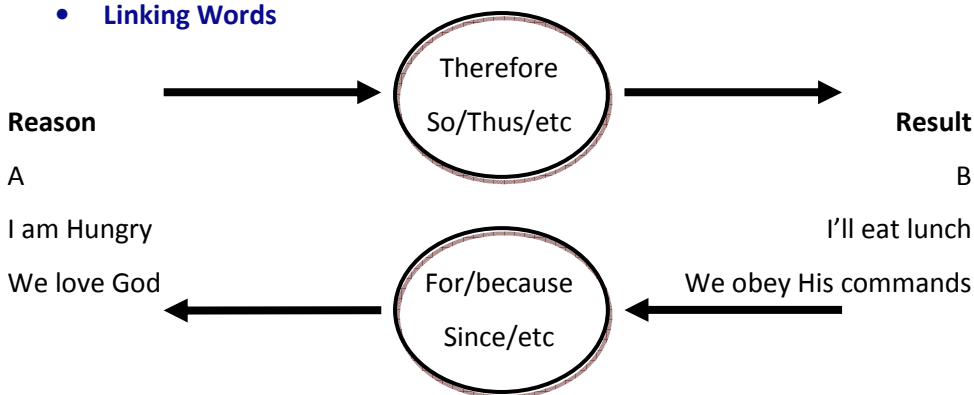 • Linking Words
Therefore
So/Thus/etc
Reason
Result
A
B
I am Hungry
I'll eat lunch
We love God
For/because
We obey His commands
Since/etc